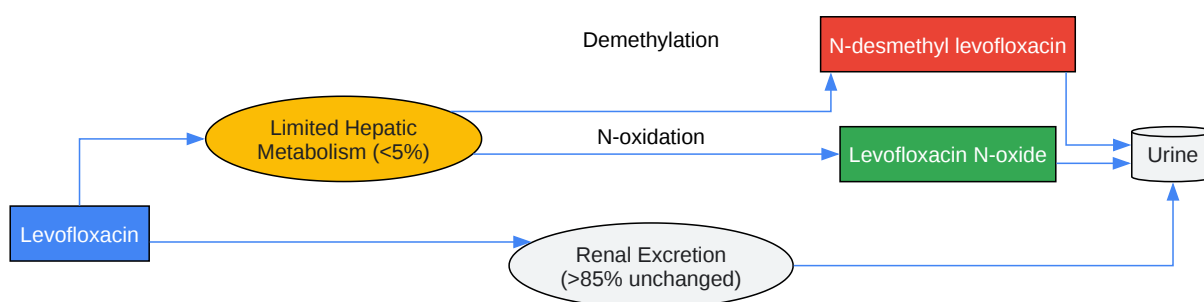 Demethylation
N-desmethyl levofloxacin
Limited Hepatic
Metabolism (<5%)
N-oxidation
Levofloxacin N-oxide
Urine
Levofloxacin
Renal Excretion
(>85% unchanged)